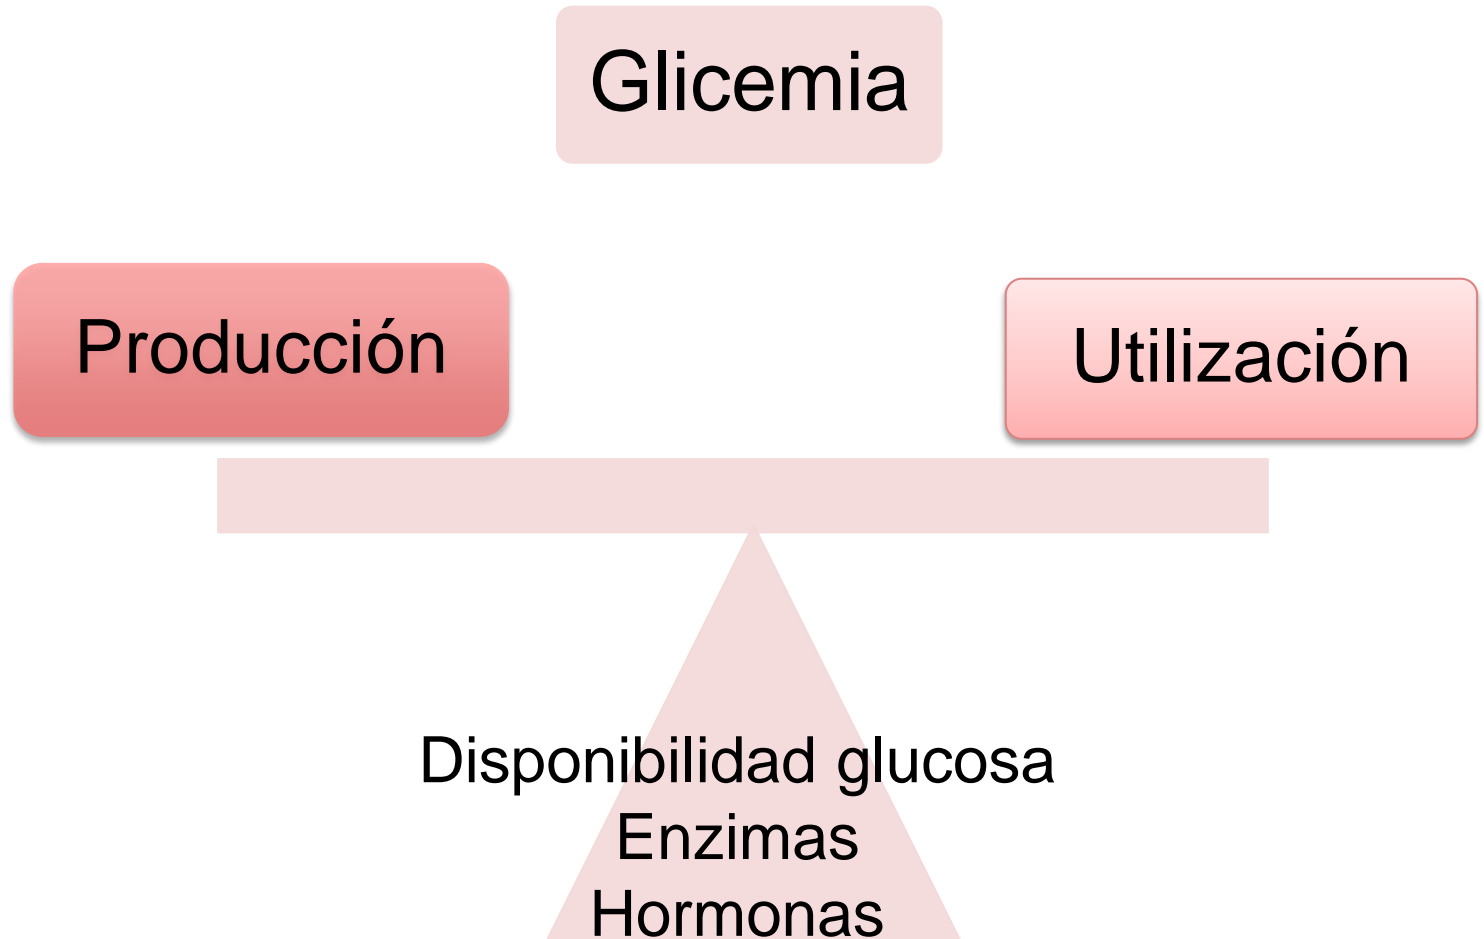 Glicemia
Producción
Utilización
Disponibilidad glucosa
Enzimas
Hormonas